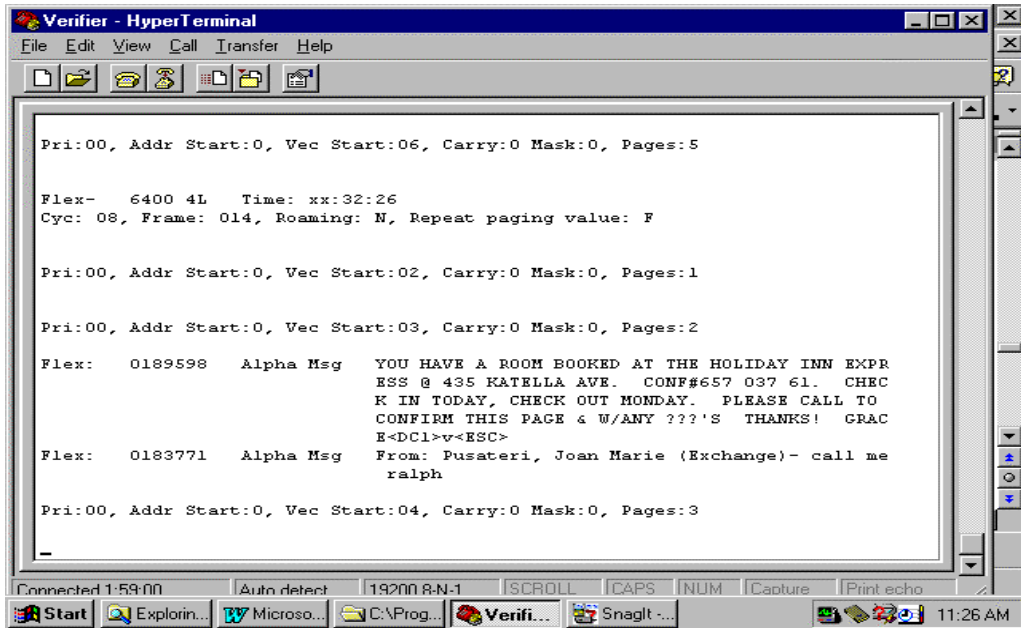 Verifier - HyperTerminal
File Edit View Call Transfer Help
Pri:00, Addr Start:0, Vec Start:06, Carry:0 Mask:0, Pages:5
Flex- 6400 4L Time: xx:32:26
Cyc: 08, Frame: 014, Roaming: N, Repeat paging value: F
Pri:00, Addr Start:0, Vec Start:02, Carry:0 Mask:0, Pages:1
Pri:00, Addr Start:0, Vec Start:03, Carry:0 Mask:0, Pages:2
Flex: 0189598 Alpha Msg YOU HAVE A ROOM BOOKED AT THE HOLIDAY INN EXPR
ESS @ 435 KATELLA AVE. CONF#657 037 61. CHEC
K IN TODAY, CHECK OUT MONDAY. PLEASE CALL TO
CONFIRM THIS PAGE & W/ANY ???'S THANKS! GRAC
E<DC1>v<ESC>
Flex: 0183771 Alpha Msg From: Pusateri, Joan Marie (Exchange)- call me
ralph
Pri:00, Addr Start:0, Vec Start:04, Carry:0 Mask:0, Pages:3
Connected 1:59:00 Auto detect 19200 8-N-1 SCROLL CAPS NUM Capture Print echo
Start Explorin... Microso... C:\Prog... Verifi... SnagIt -... 11:26 AM